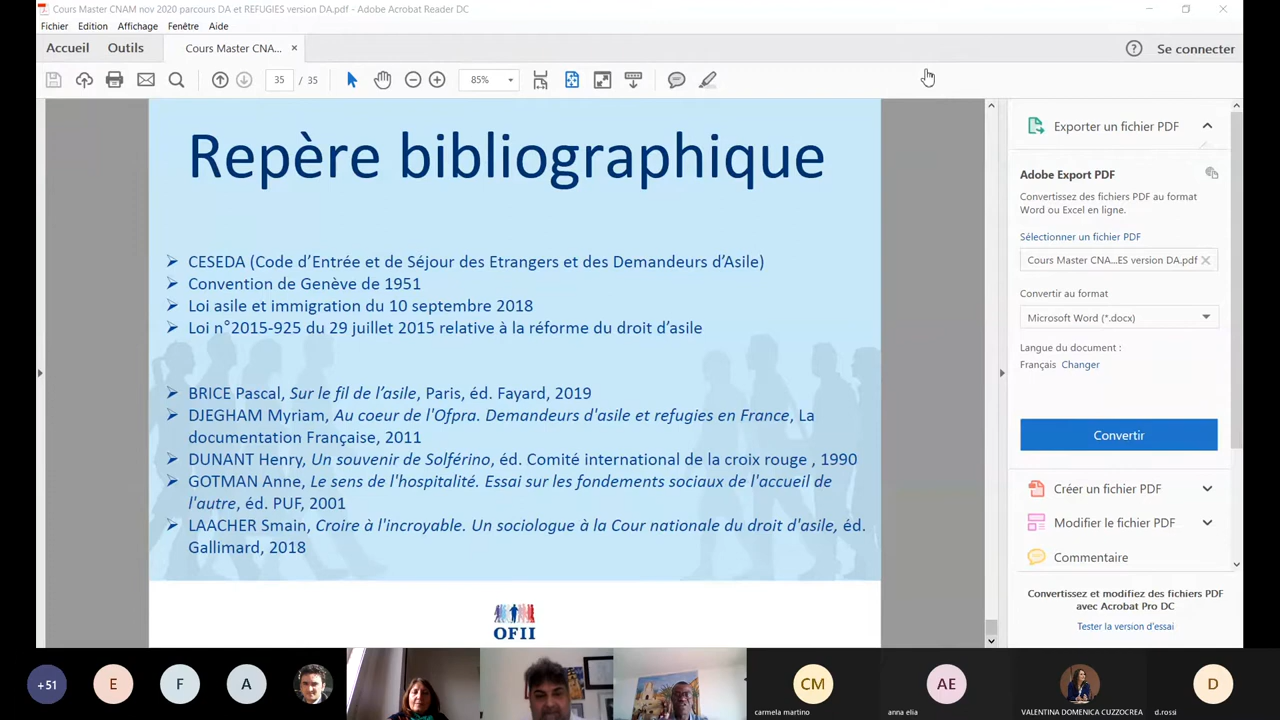 Cours Master CNAM nov 2020 parcours DA et REFUGIES version DA.pdf - Adobe Acrobat Reader DC
Fichier Edition Affichage Fenêtre Aide
Accueil Outils Cours Master CNA... × Se connecter
35 / 35 85%
Repère bibliographique
CESEDA (Code d’Entrée et de Séjour des Etrangers et des Demandeurs d’Asile)
Convention de Genève de 1951
Loi asile et immigration du 10 septembre 2018
Loi n°2015-925 du 29 juillet 2015 relative à la réforme du droit d’asile
BRICE Pascal, Sur le fil de l’asile, Paris, éd. Fayard, 2019
DJEGHAM Myriam, Au coeur de l'Ofpra. Demandeurs d'asile et refugies en France, La
documentation Française, 2011
DUNANT Henry, Un souvenir de Solférino, éd. Comité international de la croix rouge , 1990
GOTMAN Anne, Le sens de l'hospitalité. Essai sur les fondements sociaux de l'accueil de
l'autre, éd. PUF, 2001
LAACHER Smain, Croire à l'incroyable. Un sociologue à la Cour nationale du droit d'asile, éd.
Gallimard, 2018
OFII
Exporter un fichier PDF
Adobe Export PDF
Convertissez des fichiers PDF au format
Word ou Excel en ligne.
Sélectionner un fichier PDF
Cours Master CNA...ES version DA.pdf ×
Convertir au format
Microsoft Word (*.docx)
Langue du document :
Français Changer
Convertir
Créer un fichier PDF
Modifier le fichier PDF
Commentaire
Convertissez et modifiez des fichiers PDF
avec Acrobat Pro DC
Tester la version d'essai
+51 E F A CM AE D
carmela martino anna elia VALENTINA DOMENICA CUZZOCREA d.rossi